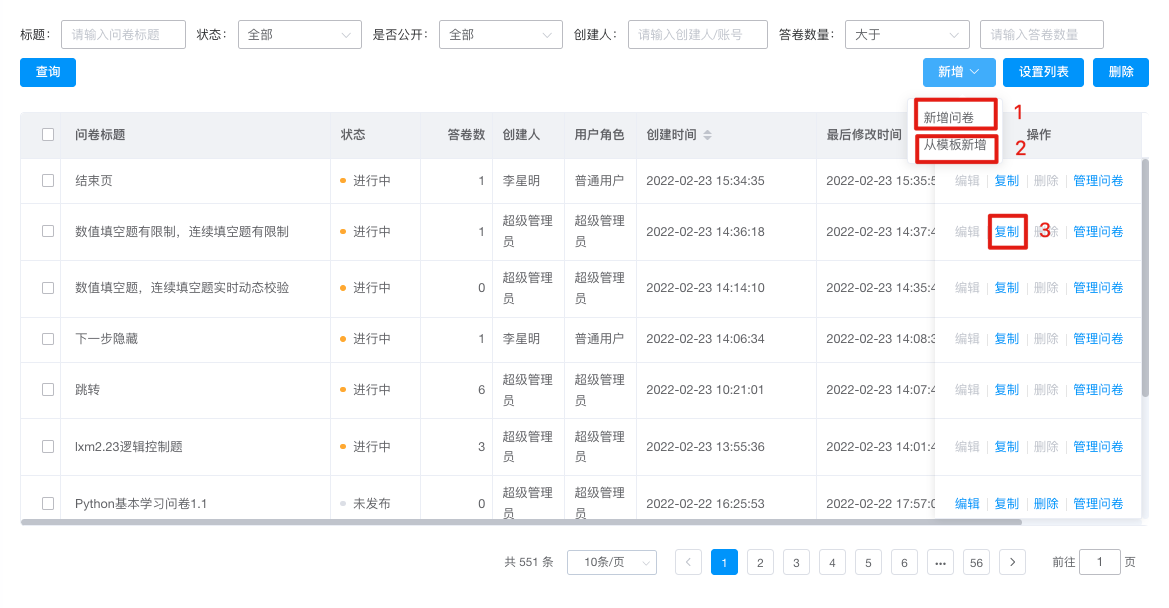 标题： 请输入问卷标题 状态： 全部 是否公开： 全部 创建人： 请输入创建人/账号 答卷数量： 大于 请输入答卷数量
查询 新增 设置列表 删除
新增问卷 1
从模板新增 2
问卷标题 状态 答卷数 创建人 用户角色 创建时间 最后修改时间 操作
结束页 进行中 1 李星明 普通用户 2022-02-23 15:34:35 2022-02-23 15:35:5 编辑 复制 删除 管理问卷
数值填空题有限制，连续填空题有限制 进行中 1 超级管理员 超级管理员 2022-02-23 14:36:18 2022-02-23 14:37:4 编辑 复制 3 删除 管理问卷
数值填空题，连续填空题实时动态校验 进行中 0 超级管理员 超级管理员 2022-02-23 14:14:10 2022-02-23 14:35:4 编辑 复制 删除 管理问卷
下一步隐藏 进行中 1 李星明 普通用户 2022-02-23 14:06:34 2022-02-23 14:08:3 编辑 复制 删除 管理问卷
跳转 进行中 6 超级管理员 超级管理员 2022-02-23 10:21:01 2022-02-23 14:07:4 编辑 复制 删除 管理问卷
lxm2.23逻辑控制题 进行中 3 超级管理员 超级管理员 2022-02-23 13:55:36 2022-02-23 14:01:4 编辑 复制 删除 管理问卷
Python基本学习问卷1.1 未发布 0 超级管理员 超级管理员 2022-02-22 16:25:53 2022-02-22 17:57:0 编辑 复制 删除 管理问卷
共 551 条 10条/页 1 2 3 4 5 6 ••• 56 前往 1 页